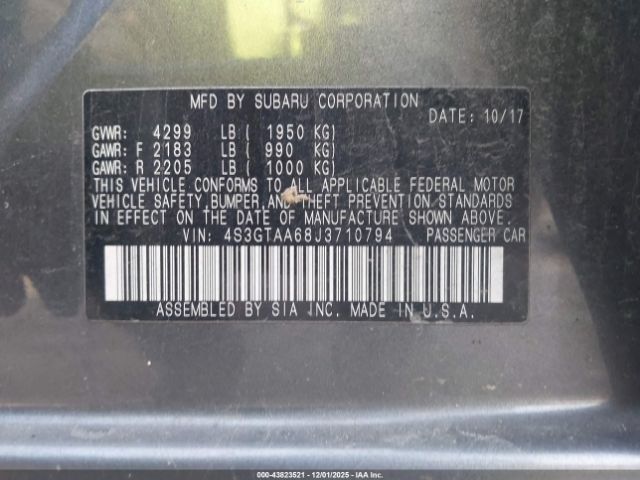 MFD BY SUBARU CORPORATION
DATE: 10/17
GVWR: 4299 LB ( 1950 KG)
GAWR: F 2183 LB ( 990 KG)
GAWR: R 2205 LB ( 1000 KG)
THIS VEHICLE CONFORMS TO ALL APPLICABLE FEDERAL MOTOR
VEHICLE SAFETY, BUMPER, AND THEFT PREVENTION STANDARDS
IN EFFECT ON THE DATE OF MANUFACTURE SHOWN ABOVE.
VIN: 4S3GTAA68J3710794 PASSENGER CAR
ASSEMBLED BY SIA INC. MADE IN U.S.A.
000-43823521 - 12/01/2025 - IAAI.com